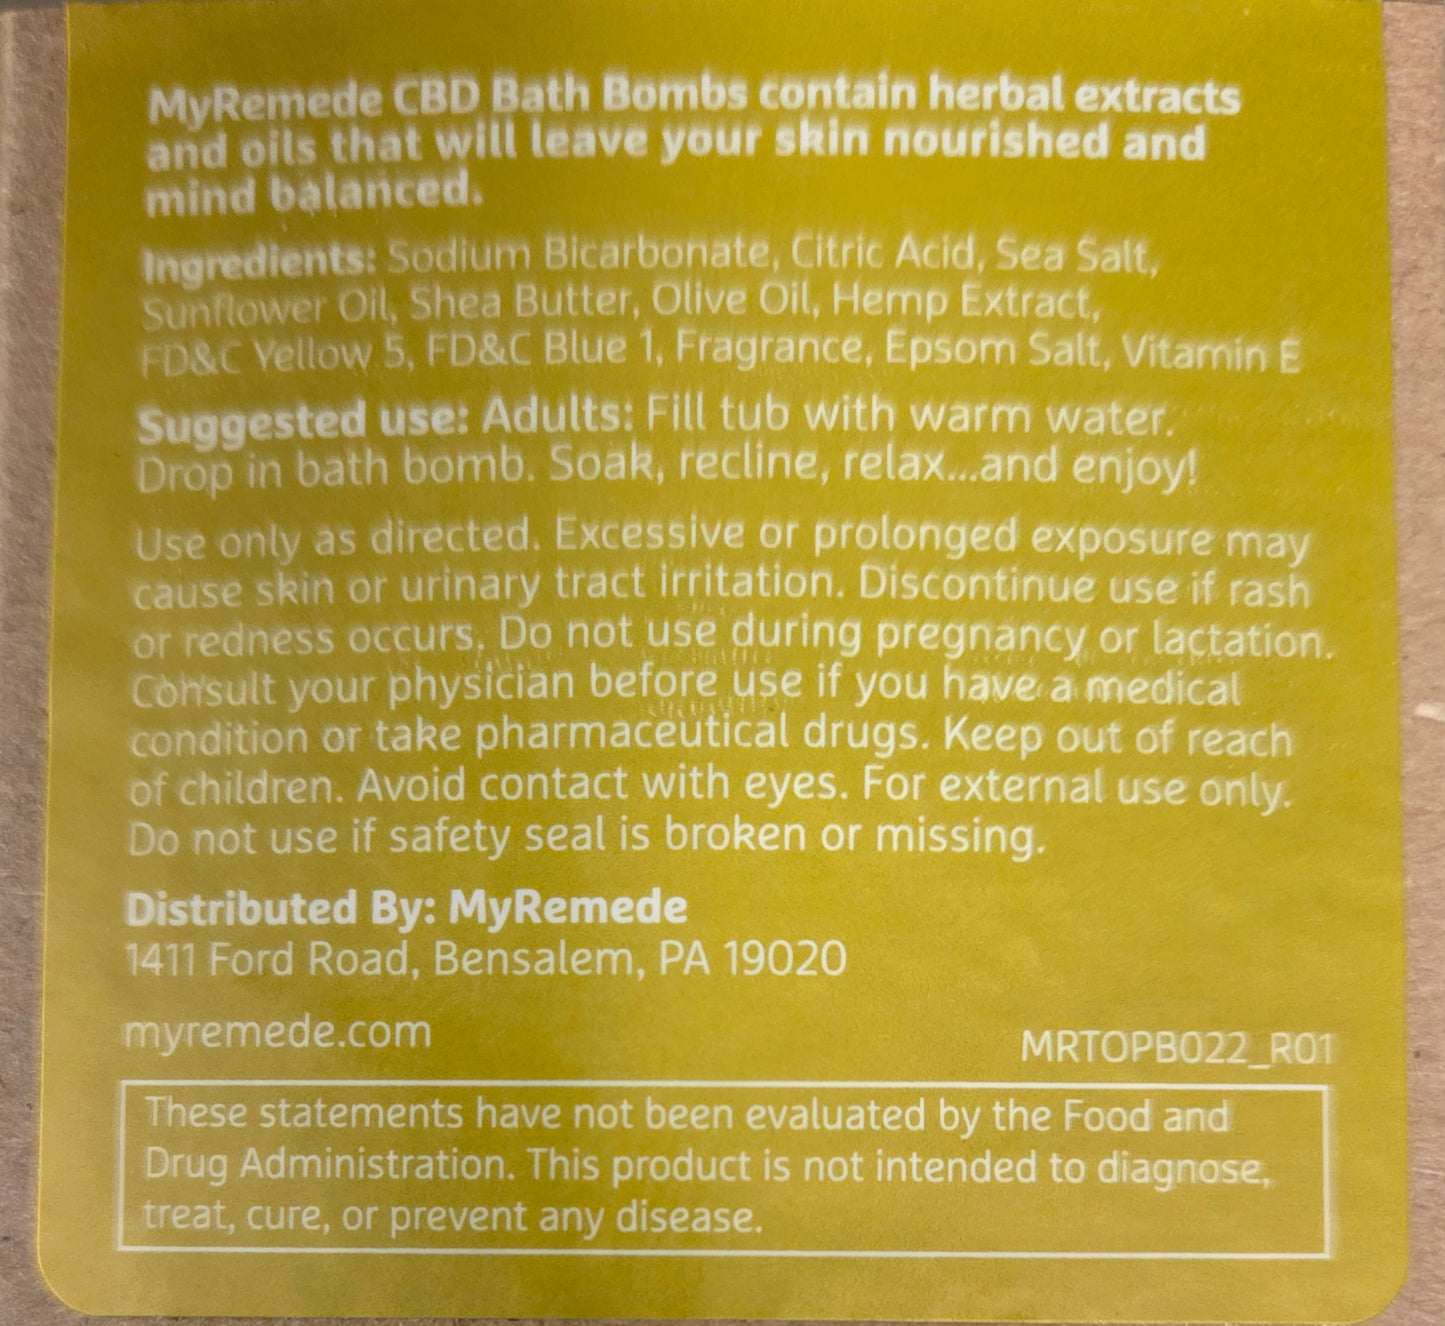 MyRemede CBD Bath Bombs contain herbal extracts
and oils that will leave your skin nourished and
mind balanced.
Ingredients: Sodium Bicarbonate, Citric Acid, Sea Salt,
Sunflower Oil, Shea Butter, Olive Oil, Hemp Extract,
FD&C Yellow 5, FD&C Blue 1, Fragrance, Epsom Salt, Vitamin E
Suggested use: Adults: Fill tub with warm water.
Drop in bath bomb. Soak, recline, relax...and enjoy!
Use only as directed. Excessive or prolonged exposure may
cause skin or urinary tract irritation. Discontinue use if rash
or redness occurs. Do not use during pregnancy or lactation.
Consult your physician before use if you have a medical
condition or take pharmaceutical drugs. Keep out of reach
of children. Avoid contact with eyes. For external use only.
Do not use if safety seal is broken or missing.
Distributed By: MyRemede
1411 Ford Road, Bensalem, PA 19020
myremede.com
MRTOPB022_R01
These statements have not been evaluated by the Food and
Drug Administration. This product is not intended to diagnose,
treat, cure, or prevent any disease.